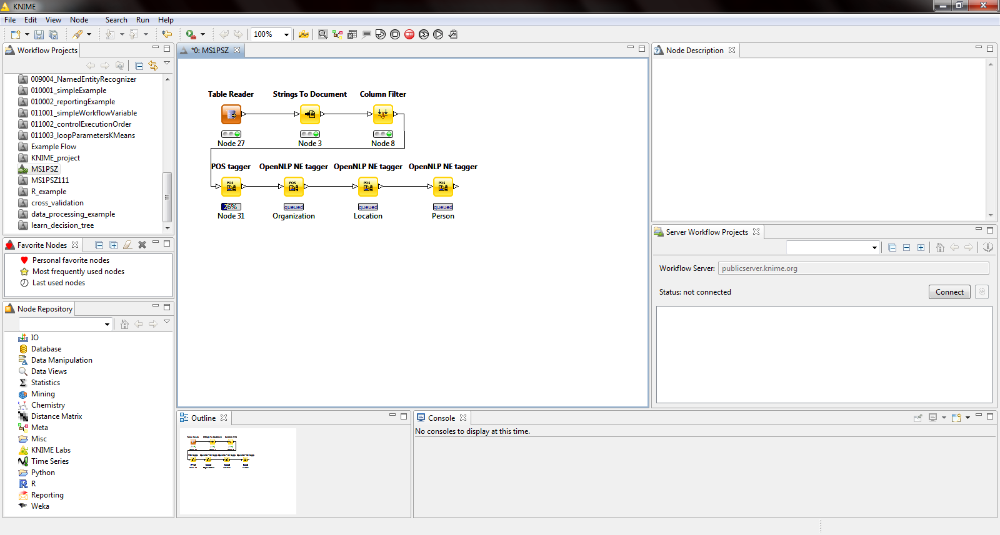 KNIME
File Edit View Node Search Run Help
100%
Workflow Projects
009004_NamedEntityRecognizer
010001_simpleExample
010002_reportingExample
011001_simpleWorkflowVariable
011002_controlExecutionOrder
011003_loopParametersKMeans
Example Flow
KNIME_project
MS1PSZ
MS1PSZ111
R_example
cross_validation
data_processing_example
learn_decision_tree
Favorite Nodes
Personal favorite nodes
Most frequently used nodes
Last used nodes
Node Repository
IO
Database
Data Manipulation
Data Views
Statistics
Mining
Chemistry
Distance Matrix
Meta
Misc
KNIME Labs
Time Series
Python
R
Reporting
Weka
*0: MS1PSZ
Table Reader Strings To Document Column Filter
Node 27 Node 3 Node 8
POS tagger OpenNLP NE tagger OpenNLP NE tagger OpenNLP NE tagger
POS POS POS POS
26% queued queued queued
Node 31 Organization Location Person
Outline
Console
No consoles to display at this time.
Node Description
Server Workflow Projects
Workflow Server: publicserver.knime.org
Status: not connected
Connect